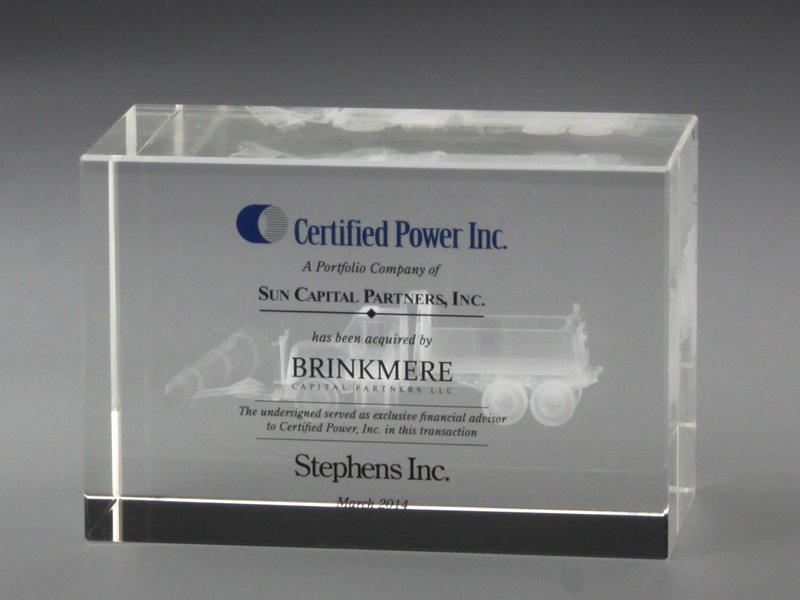 Certified Power Inc.
A Portfolio Company of
SUN CAPITAL PARTNERS, INC.
has been acquired by
BRINKMERE
CAPITAL PARTNERS LLC
The undersigned served as exclusive financial advisor
to Certified Power, Inc. in this transaction
Stephens Inc.
March 2014